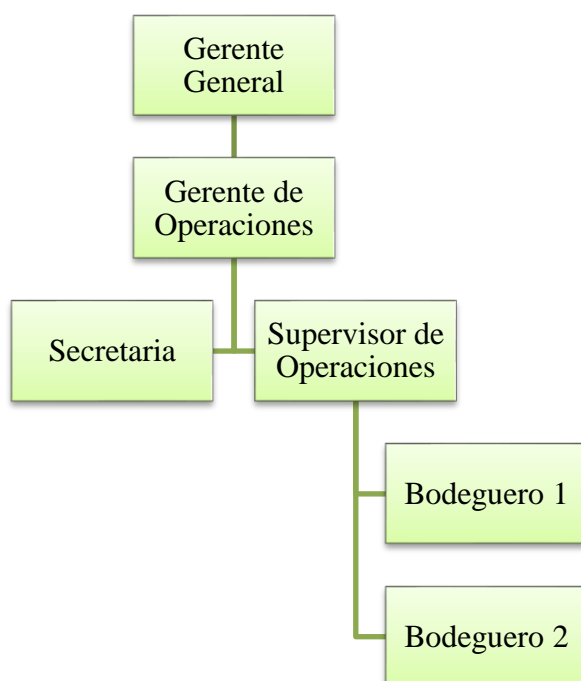 Gerente
General
Gerente de
Operaciones
Secretaria
Supervisor de
Operaciones
Bodeguero 1
Bodeguero 2